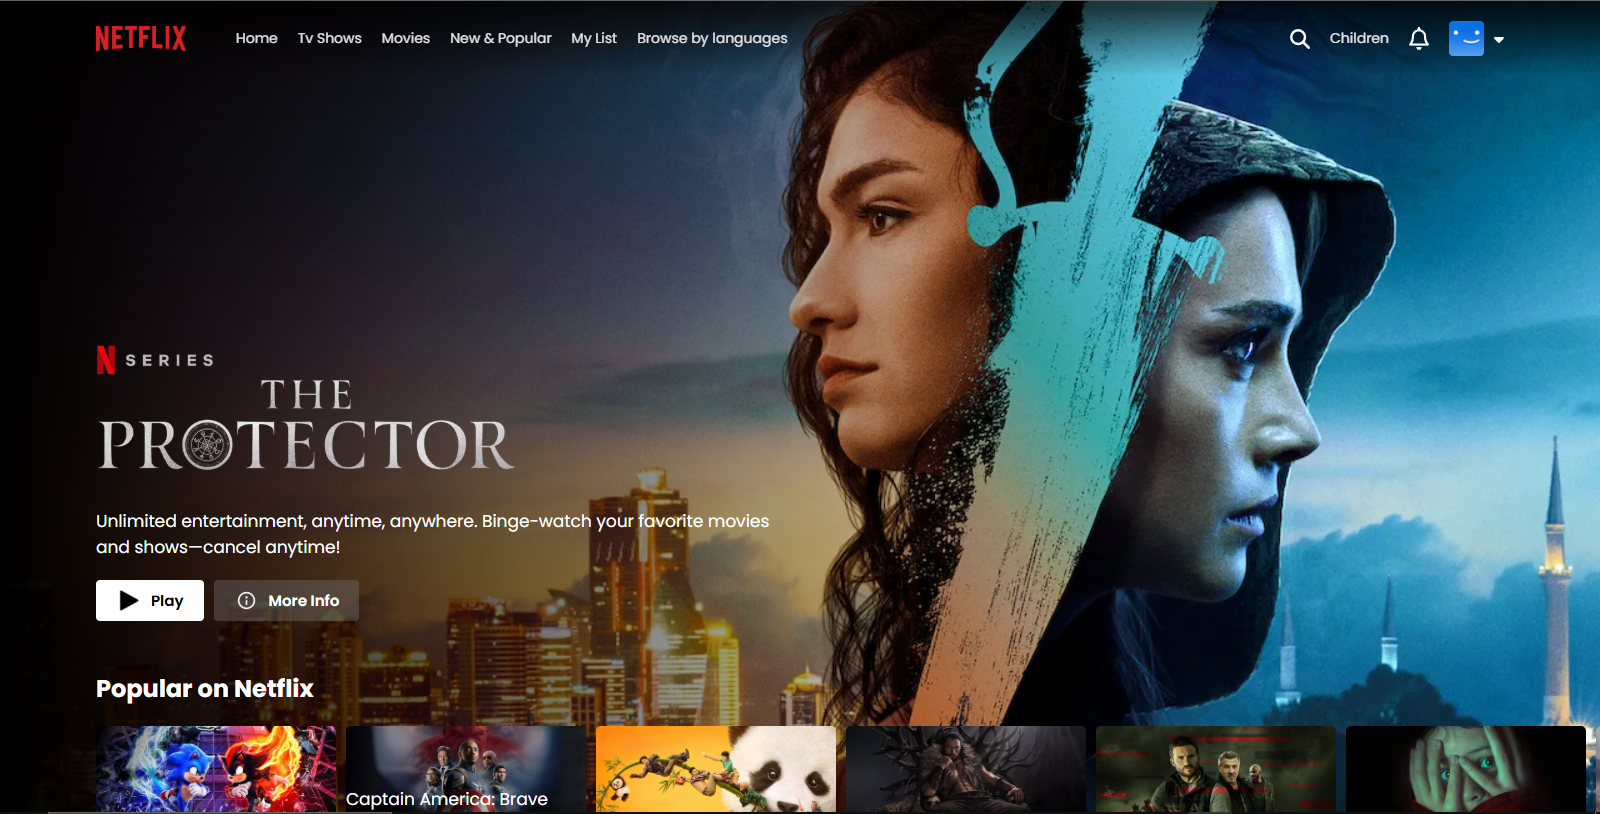 NETFLIX
Home Tv Shows Movies New & Popular My List Browse by languages
Children
N SERIES
THE
PROTECTOR
Unlimited entertainment, anytime, anywhere. Binge-watch your favorite movies
and shows—cancel anytime!
Play More Info
Popular on Netflix
Captain America: Brave